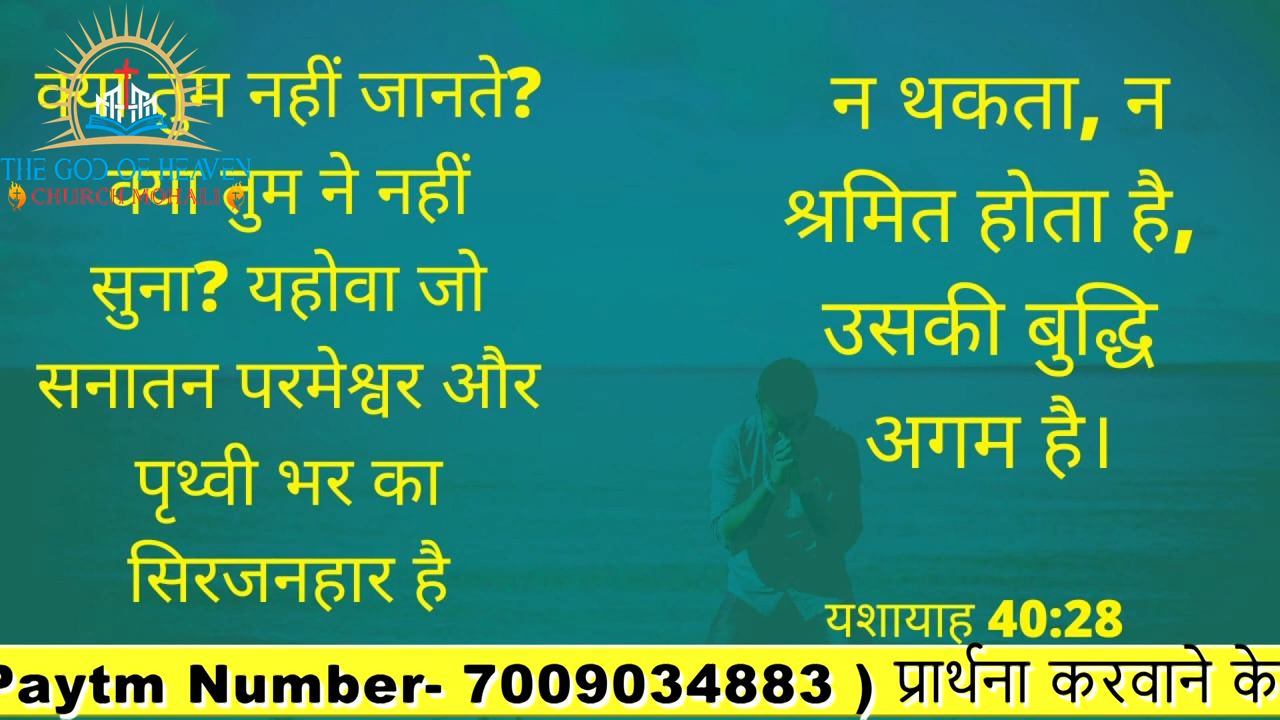 THE GOD OF HEAVEN
CHURCH MOHALI
क्या तुम नहीं जानते?
क्या तुम ने नहीं
सुना? यहोवा जो
सनातन परमेश्वर और
पृथ्वी भर का
सिरजनहार है
न थकता, न
श्रमित होता है,
उसकी बुद्धि
अगम है।
यशायाह 40:28
Paytm Number- 7009034883 ) प्रार्थना करवाने के